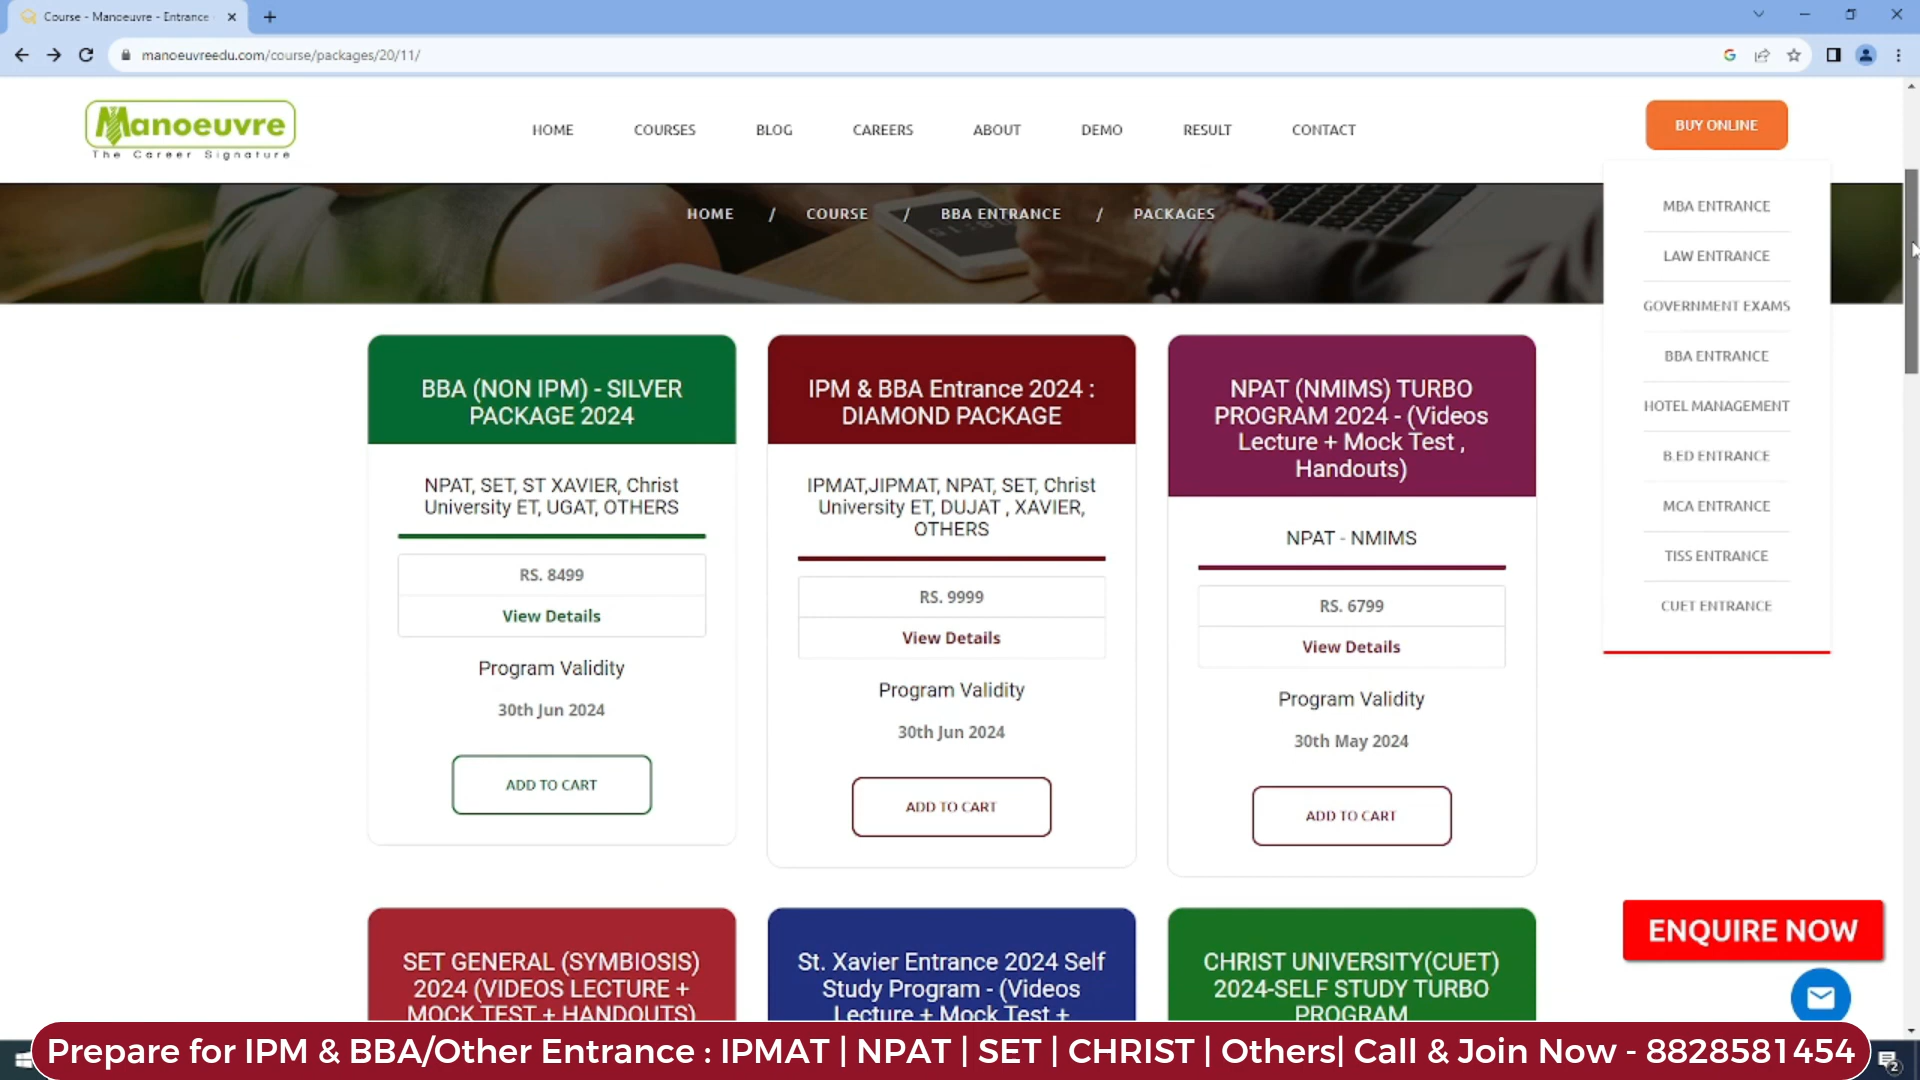 Course - Manoeuvre - Entrance
manoeuvreedu.com/course/packages/20/11/
Manoeuvre
The Career Signature
HOME
COURSES
BLOG
CAREERS
ABOUT
DEMO
RESULT
CONTACT
BUY ONLINE
MBA ENTRANCE
LAW ENTRANCE
GOVERNMENT EXAMS
BBA ENTRANCE
HOTEL MANAGEMENT
B.ED ENTRANCE
MCA ENTRANCE
TISS ENTRANCE
CUET ENTRANCE
HOME / COURSE / BBA ENTRANCE / PACKAGES
BBA (NON IPM) - SILVER
PACKAGE 2024
NPAT, SET, ST XAVIER, Christ
University ET, UGAT, OTHERS
RS. 8499
View Details
Program Validity
30th Jun 2024
ADD TO CART
IPM & BBA Entrance 2024 :
DIAMOND PACKAGE
IPMAT,JIPMAT, NPAT, SET, Christ
University ET, DUJAT , XAVIER,
OTHERS
RS. 9999
View Details
Program Validity
30th Jun 2024
ADD TO CART
NPAT (NMIMS) TURBO
PROGRAM 2024 - (Videos
Lecture + Mock Test ,
Handouts)
NPAT - NMIMS
RS. 6799
View Details
Program Validity
30th May 2024
ADD TO CART
SET GENERAL (SYMBIOSIS)
2024 (VIDEOS LECTURE +
MOCK TEST + HANDOUTS)
St. Xavier Entrance 2024 Self
Study Program - (Videos
Lecture + Mock Test +
CHRIST UNIVERSITY(CUET)
2024-SELF STUDY TURBO
PROGRAM
ENQUIRE NOW
Prepare for IPM & BBA/Other Entrance : IPMAT | NPAT | SET | CHRIST | Others| Call & Join Now - 8828581454
2